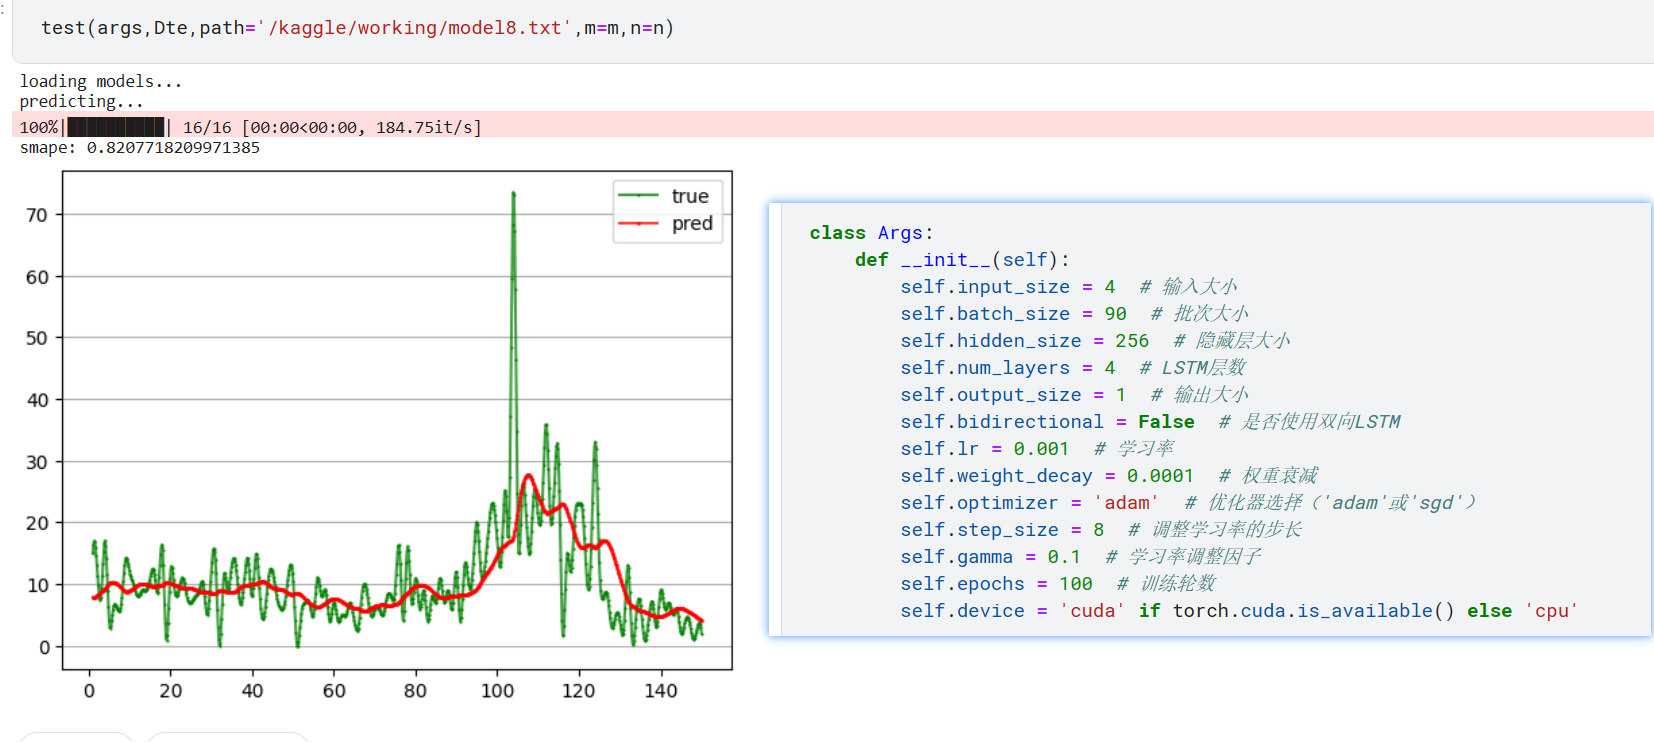 test(args,Dte,path='/kaggle/working/model8.txt',m=m,n=n)
loading models...
predicting...
100%|██████████| 16/16 [00:00<00:00, 184.75it/s]
smape: 0.8207718209971385
true
pred
70
60
50
40
30
20
10
0
0 20 40 60 80 100 120 140
class Args:
def __init__(self):
self.input_size = 4 # 输入大小
self.batch_size = 90 # 批次大小
self.hidden_size = 256 # 隐藏层大小
self.num_layers = 4 # LSTM层数
self.output_size = 1 # 输出大小
self.bidirectional = False # 是否使用双向LSTM
self.lr = 0.001 # 学习率
self.weight_decay = 0.0001 # 权重衰减
self.optimizer = 'adam' # 优化器选择（'adam'或'sgd'）
self.step_size = 8 # 调整学习率的步长
self.gamma = 0.1 # 学习率调整因子
self.epochs = 100 # 训练轮数
self.device = 'cuda' if torch.cuda.is_available() else 'cpu'